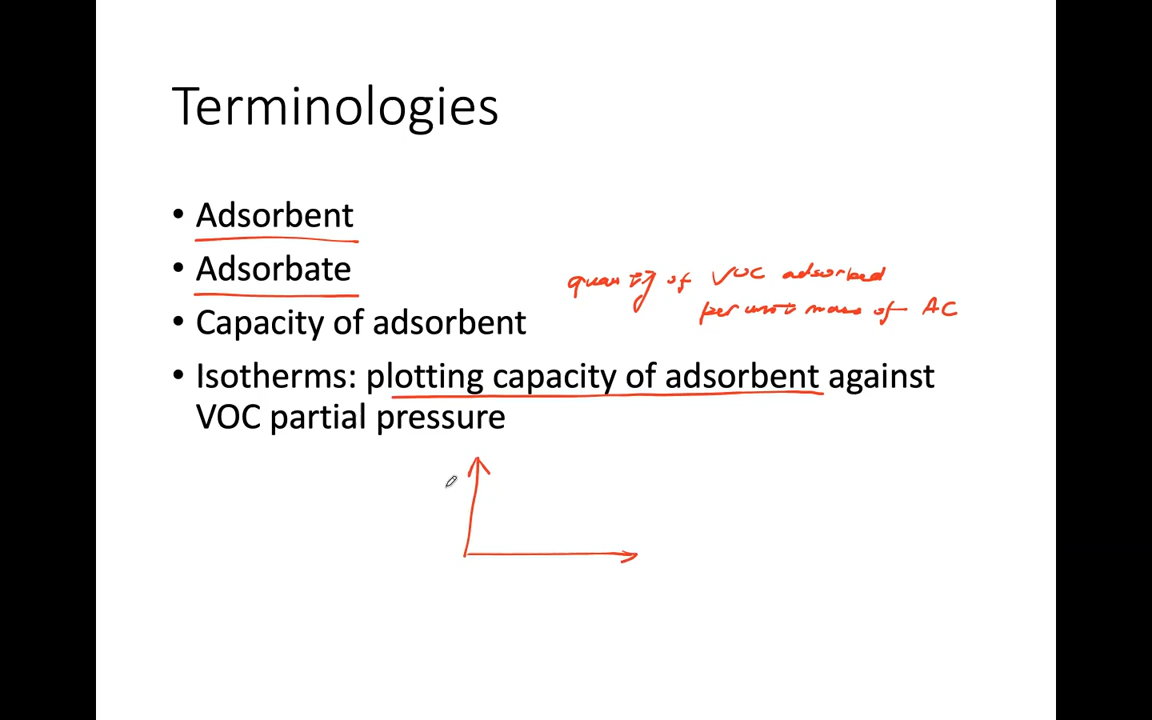 Terminologies
• Adsorbent
• Adsorbate
quantity of VOC adsorbed
per unit mass of AC
• Capacity of adsorbent
• Isotherms: plotting capacity of adsorbent against
VOC partial pressure